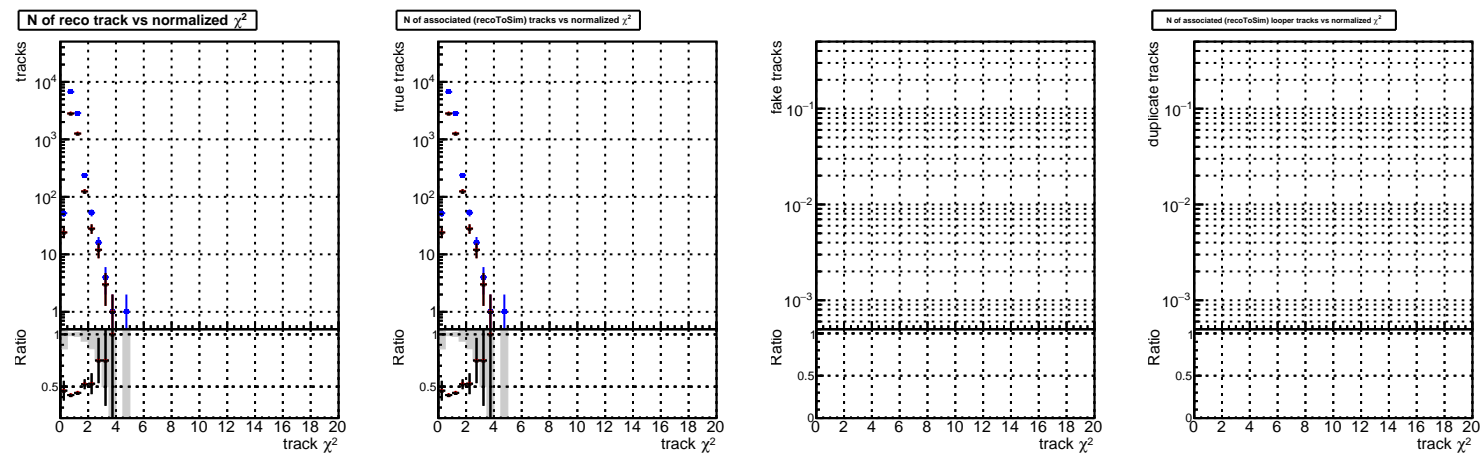 N of reco track vs normalized χ²
tracks
10⁴
10³
10²
10
1
Ratio
1
0.5
0 2 4 6 8 10 12 14 16 18 20
track χ²
N of associated (recoToSim) tracks vs normalized χ²
true tracks
10⁴
10³
10²
10
1
Ratio
1
0.5
0 2 4 6 8 10 12 14 16 18 20
track χ²
fake tracks
10⁻¹
10⁻²
10⁻³
Ratio
1
0.5
0
0 2 4 6 8 10 12 14 16 18 20
track χ²
N of associated (recoToSim) looper tracks vs normalized χ²
duplicate tracks
10⁻¹
10⁻²
10⁻³
Ratio
1
0.5
0
0 2 4 6 8 10 12 14 16 18 20
track χ²